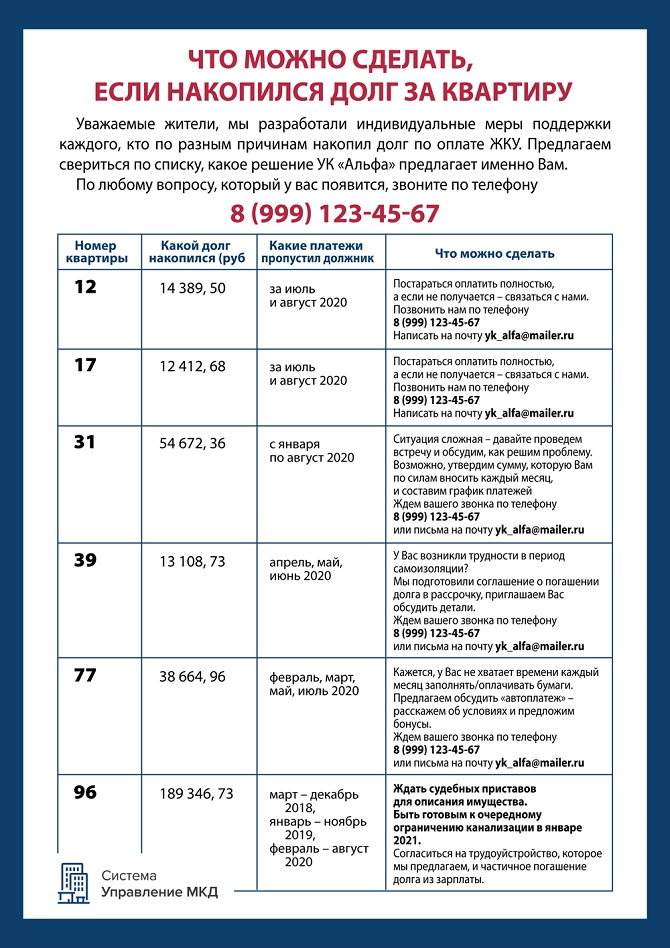 ЧТО МОЖНО СДЕЛАТЬ,
ЕСЛИ НАКОПИЛСЯ ДОЛГ ЗА КВАРТИРУ
Уважаемые жители, мы разработали индивидуальные меры поддержки
каждого, кто по разным причинам накопил долг по оплате ЖКУ. Предлагаем
свериться по списку, какое решение УК «Альфа» предлагает именно Вам.
По любому вопросу, который у вас появится, звоните по телефону
8 (999) 123-45-67
Номер
квартиры
Какой долг
накопился (руб
Какие платежи
пропустил должник
Что можно сделать
12
14 389, 50
за июль
и август 2020
Постараться оплатить полностью,
а если не получается – связаться с нами.
Позвонить нам по телефону
8 (999) 123-45-67
Написать на почту yk_alfa@mailer.ru
17
12 412, 68
за июль
и август 2020
Постараться оплатить полностью,
а если не получается – связаться с нами.
Позвонить нам по телефону
8 (999) 123-45-67
Написать на почту yk_alfa@mailer.ru
31
54 672, 36
с января
по август 2020
Ситуация сложная – давайте проведем
встречу и обсудим, как решим проблему.
Возможно, утвердим сумму, которую Вам
по силам вносить каждый месяц,
и составим график платежей
Ждем вашего звонка по телефону
8 (999) 123-45-67
или письма на почту yk_alfa@mailer.ru
39
13 108, 73
апрель, май,
июнь 2020
У Вас возникли трудности в период
самоизоляции?
Мы подготовили соглашение о погашении
долга в рассрочку, приглашаем Вас
обсудить детали.
Ждем вашего звонка по телефону
8 (999) 123-45-67
или письма на почту yk_alfa@mailer.ru
77
38 664, 96
февраль, март,
май, июль 2020
Кажется, у Вас не хватает времени каждый
месяц заполнять/оплачивать бумаги.
Предлагаем обсудить «автоплатеж» –
расскажем об условиях и предложим
бонусы.
Ждем вашего звонка по телефону
8 (999) 123-45-67
или письма на почту yk_alfa@mailer.ru
96
189 346, 73
март – декабрь
2018,
январь – ноябрь
2019,
февраль – август
2020
Ждать судебных приставов
для описания имущества.
Быть готовым к очередному
ограничению канализации в январе
2021.
Согласиться на трудоустройство, которое
мы предлагаем, и частичное погашение
долга из зарплаты.
Система
Управление МКД